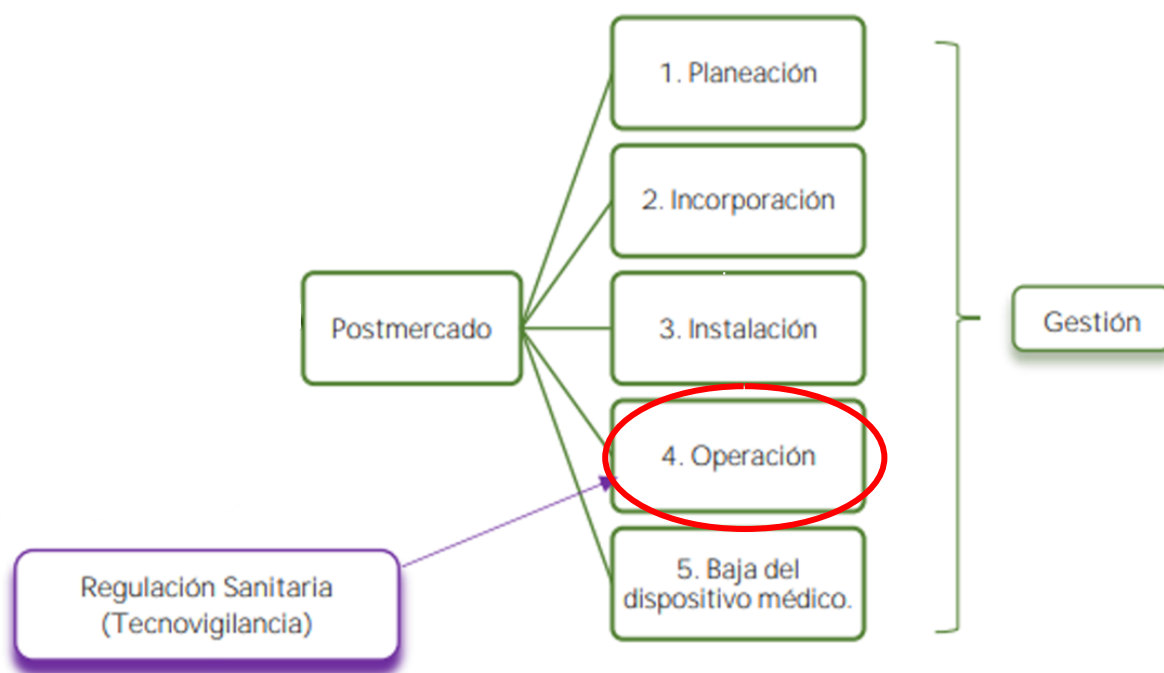 1. Planeación
2. Incorporación
Postmercado
3. Instalación
Gestión
4. Operación
5. Baja del
dispositivo médico.
Regulación Sanitaria
(Tecnovigilancia)